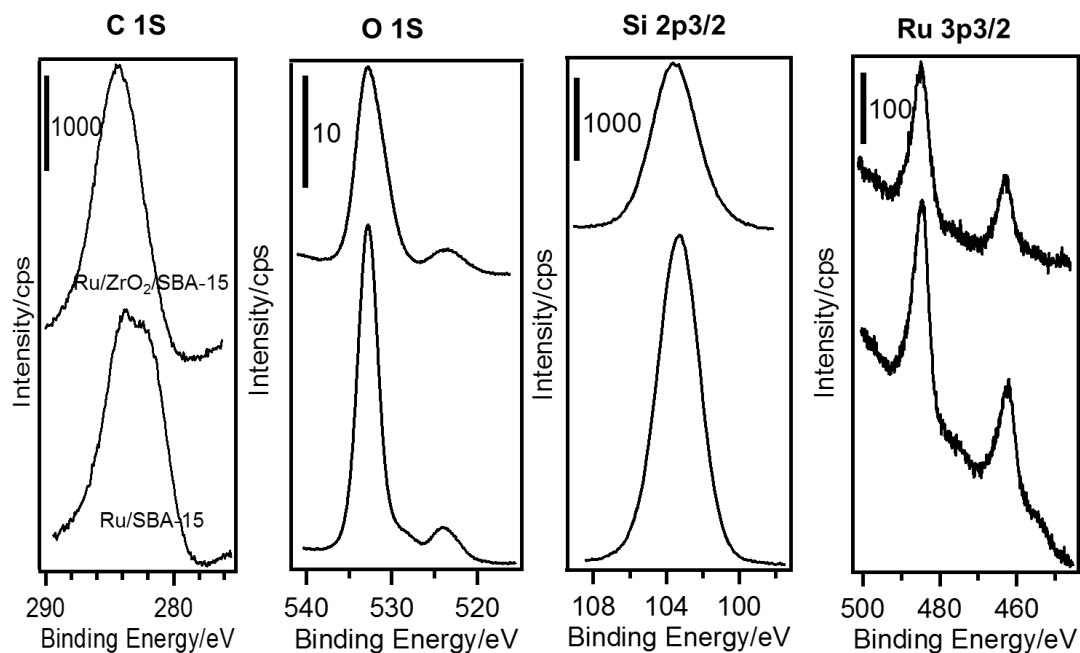 C 1S
O 1S
Si 2p3/2
Ru 3p3/2
Intensity/cps
1000
Ru/ZrO₂/SBA-15
Ru/SBA-15
290 280
Binding Energy/eV
Intensity/cps
10
540 530 520
Binding Energy/eV
Intensity/cps
1000
108 104 100
Binding Energy/eV
Intensity/cps
100
500 480 460
Binding Energy/eV